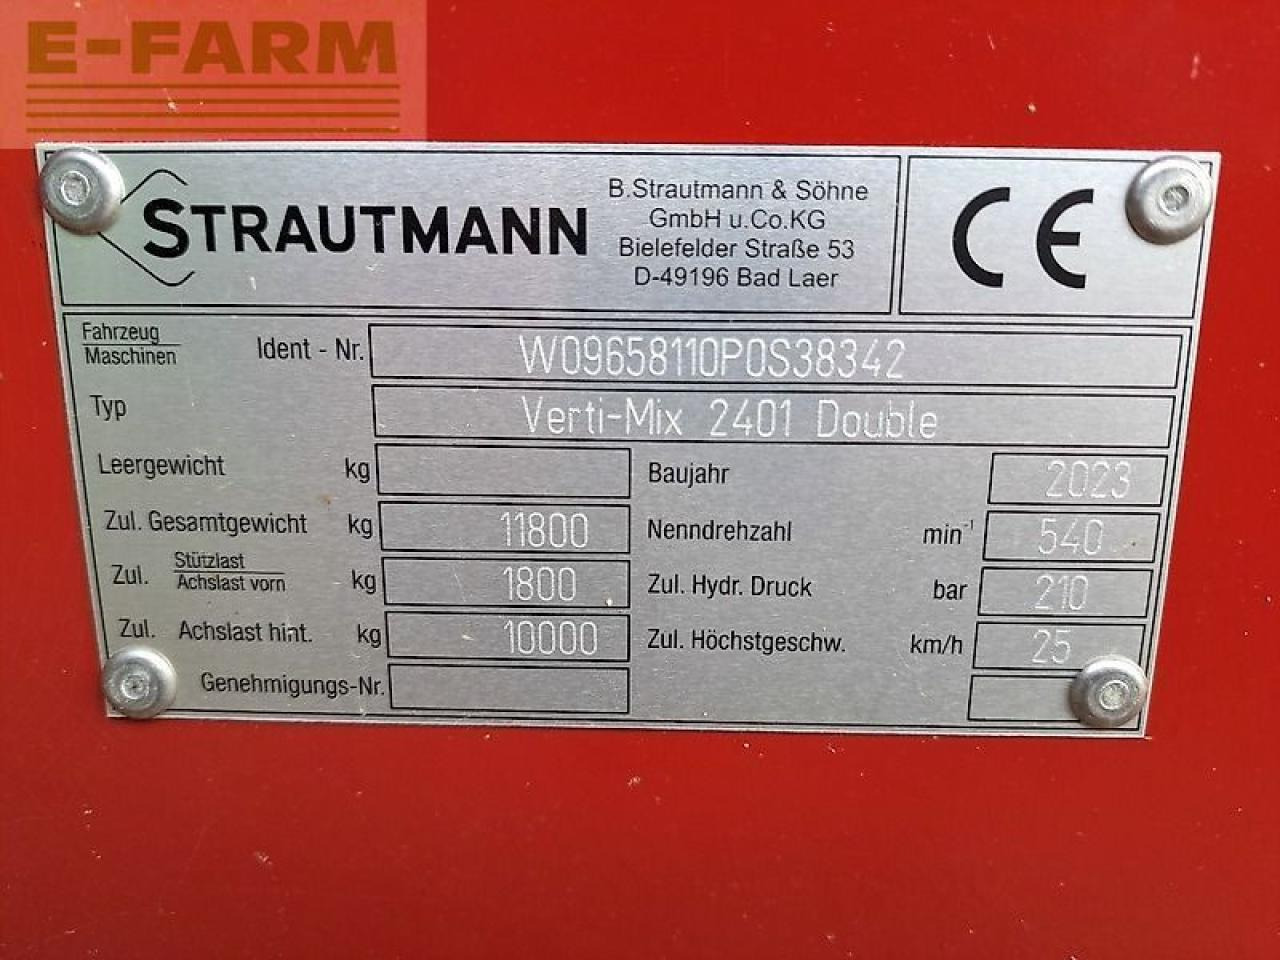 E-FARM
STRAUTMANN
B.Strautmann & Söhne
GmbH u.Co.KG
Bielefelder Straße 53
D-49196 Bad Laer
CE
Fahrzeug
Maschinen
Ident - Nr. W09658110P0S38342
Typ Verti-Mix 2401 Double
Leergewicht kg
Baujahr 2023
Zul. Gesamtgewicht kg 11800
Nenndrehzahl min⁻¹ 540
Zul. Stützlast
Achslast vorn kg 1800
Zul. Hydr. Druck bar 210
Zul. Achslast hint. kg 10000
Zul. Höchstgeschw. km/h 25
Genehmigungs-Nr.